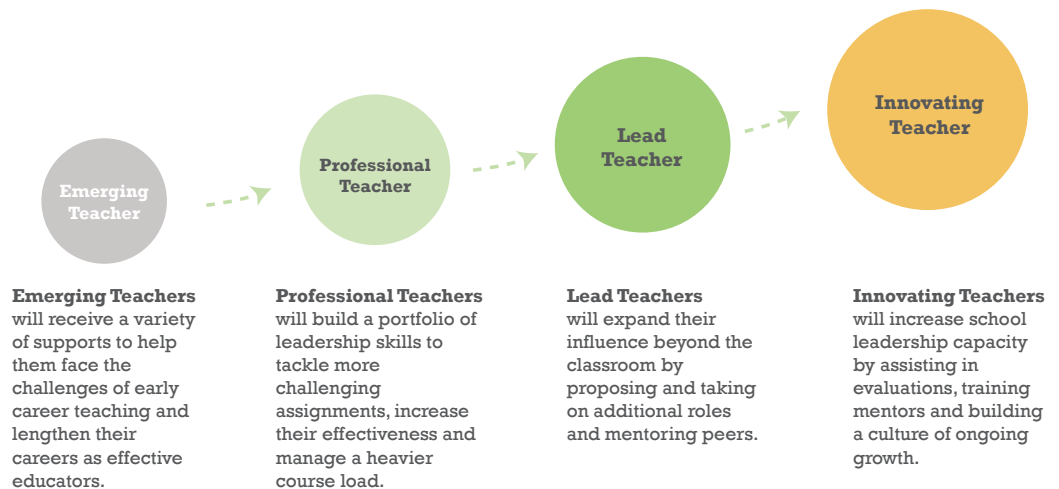 Emerging
Teacher
Professional
Teacher
Lead
Teacher
Innovating
Teacher
Emerging Teachers
will receive a variety
of supports to help
them face the
challenges of early
career teaching and
lengthen their
careers as effective
educators.
Professional Teachers
will build a portfolio of
leadership skills to
tackle more
challenging
assignments, increase
their effectiveness and
manage a heavier
course load.
Lead Teachers
will expand their
influence beyond the
classroom by
proposing and taking
on additional roles
and mentoring peers.
Innovating Teachers
will increase school
leadership capacity
by assisting in
evaluations, training
mentors and building
a culture of ongoing
growth.